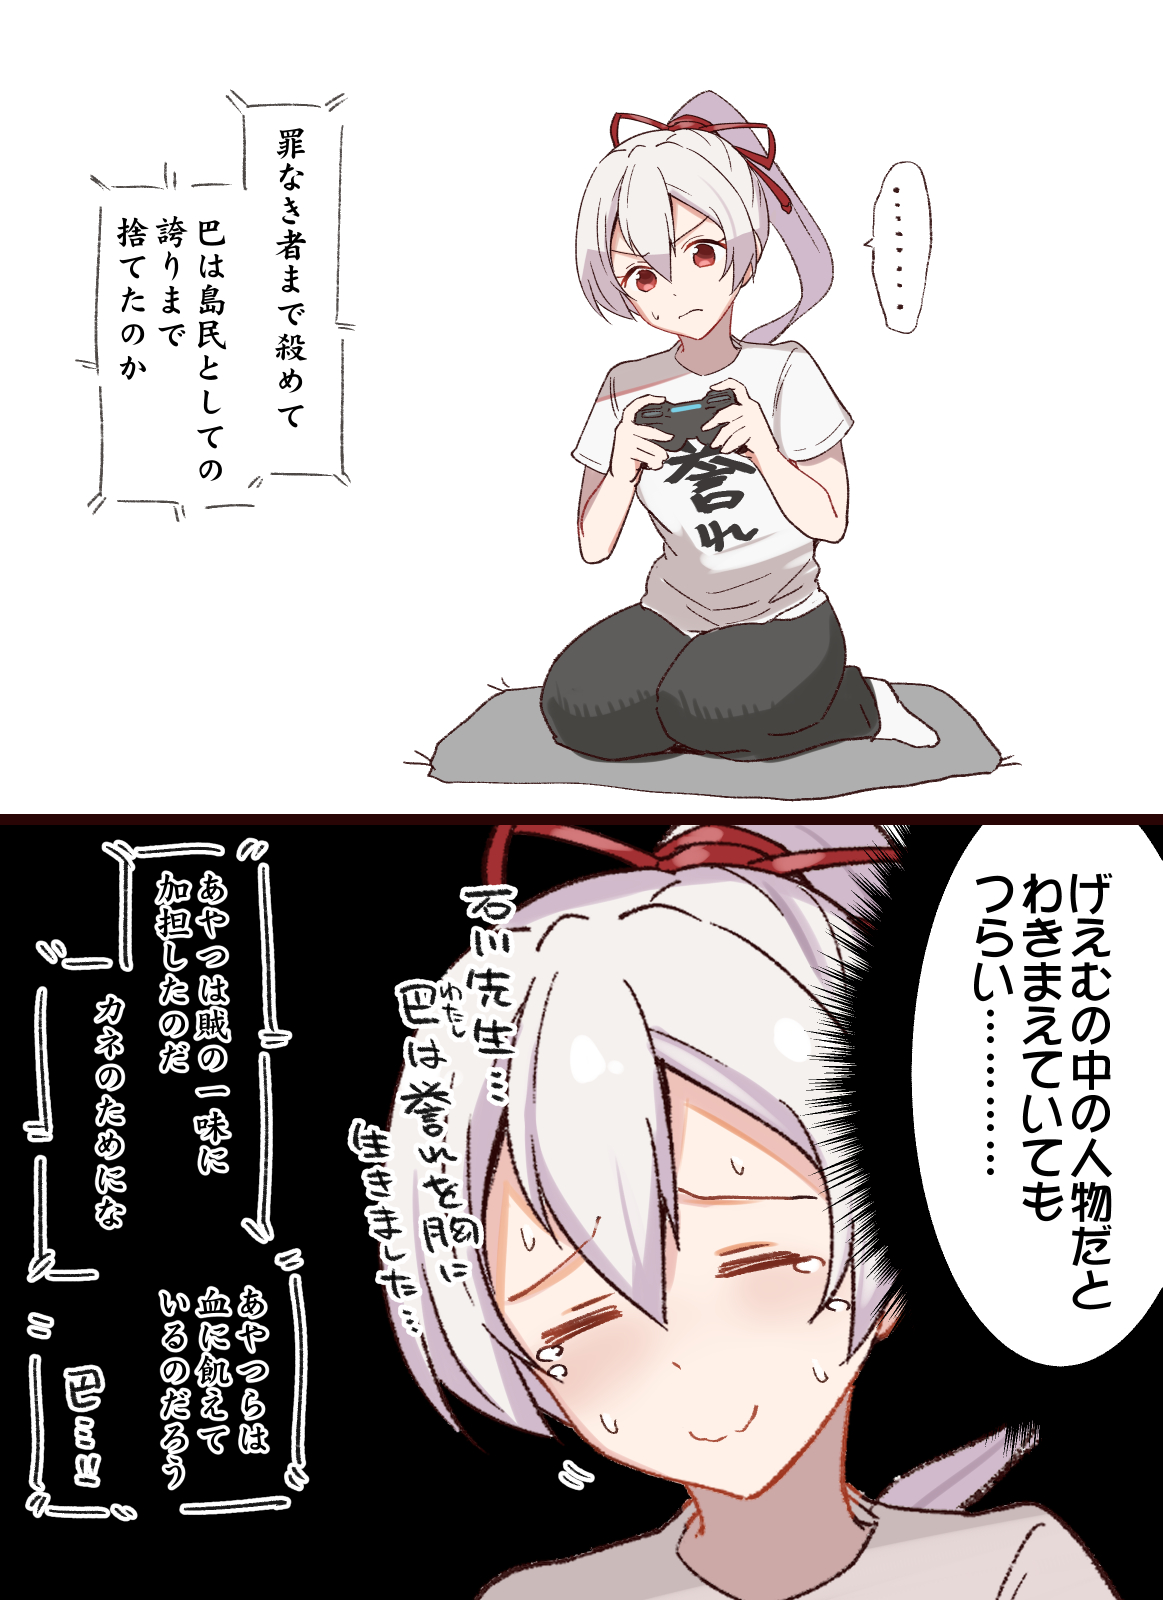 ………
罪なき者まで殺めて
巴は島民としての
誇りまで
捨てたのか
誉れ
げえむの中の人物だと
わきまえていても
つらい…………
石川先生…
巴は誉れを胸に
わたし
生きました…
あやつは賊の一味に
加担したのだ
カネのためにな
あやつらは
血に飢えて
いるのだろう
巴ミ!!